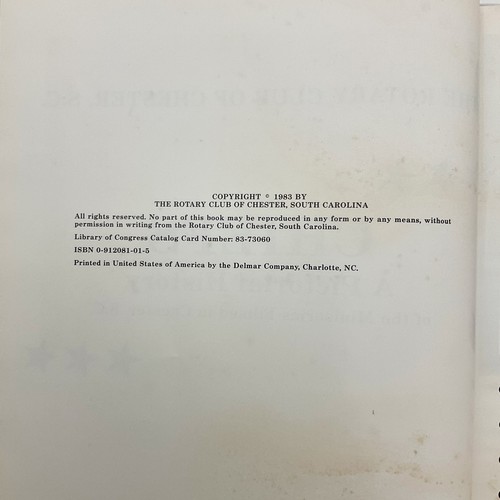 COPYRIGHT © 1983 BY
THE ROTARY CLUB OF CHESTER, SOUTH CAROLINA
All rights reserved. No part of this book may be reproduced in any form or by any means, without
permission in writing from the Rotary Club of Chester, South Carolina.
Library of Congress Catalog Card Number: 83-73060
ISBN 0-912081-01-5
Printed in United States of America by the Delmar Company, Charlotte, NC.